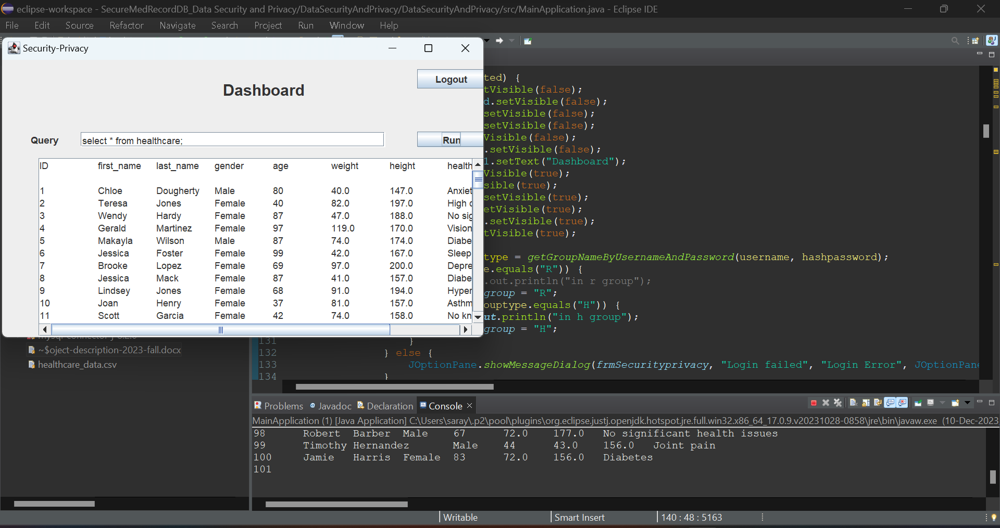 eclipse-workspace - SecureMedRecordDB_Data Security and Privacy/DataSecurityAndPrivacy/DataSecurityAndPrivacy/src/MainApplication.java - Eclipse IDE
File Edit Source Refactor Navigate Search Project Run Window Help
Security-Privacy
Logout
Dashboard
Query select * from healthcare; Run
ID first_name last_name gender age weight height health
1 Chloe Dougherty Male 80 40.0 147.0 Anxiet
2 Teresa Jones Female 40 82.0 197.0 High
3 Wendy Hardy Female 87 47.0 188.0 No sig
4 Gerald Martinez Female 97 119.0 170.0 Vision
5 Makayla Wilson Male 87 74.0 174.0 Diabe
6 Jessica Foster Female 99 42.0 167.0 Sleep
7 Brooke Lopez Female 69 97.0 200.0 Depre
8 Jessica Mack Female 87 41.0 157.0 Diabe
9 Lindsey Jones Female 68 91.0 194.0 Hyper
10 Joan Henry Female 37 81.0 157.0 Asthm
11 Scott Garcia Female 42 74.0 158.0 No kn
ted) {
tVisible(false);
d.setVisible(false);
setVisible(false);
setVisible(false);
Visible(false);
.setVisible(false);
l.setText("Dashboard");
Visible(true);
sible(true);
setVisible(true);
etVisible(true);
.setVisible(true);
tVisible(true);
type = getGroupNameByUsernameAndPassword(username, hashpassword);
e.equals("R")) {
.out.println("in r group");
group = "R";
ouptype.equals("H")) {
ut.println("in h group");
group = "H";
131 }
132 } else {
133 JOptionPane.showMessageDialog(frmSecurityprivacy, "Login failed", "Login Error", JOptionPane
134 }
~$oject-description-2023-fall.docx
healthcare_data.csv
Problems Javadoc Declaration Console
MainApplication (1) [Java Application] C:\Users\saray\.p2\pool\plugins\org.eclipse.justj.openjdk.hotspot.jre.full.win32.x86_64_17.0.9.v20231028-0858\jre\bin\javaw.exe (10-Dec-2023
98 Robert Barber Male 67 72.0 177.0 No significant health issues
99 Timothy Hernandez Male 44 43.0 156.0 Joint pain
100 Jamie Harris Female 83 72.0 156.0 Diabetes
101
Writable Smart Insert 140 : 48 : 5163